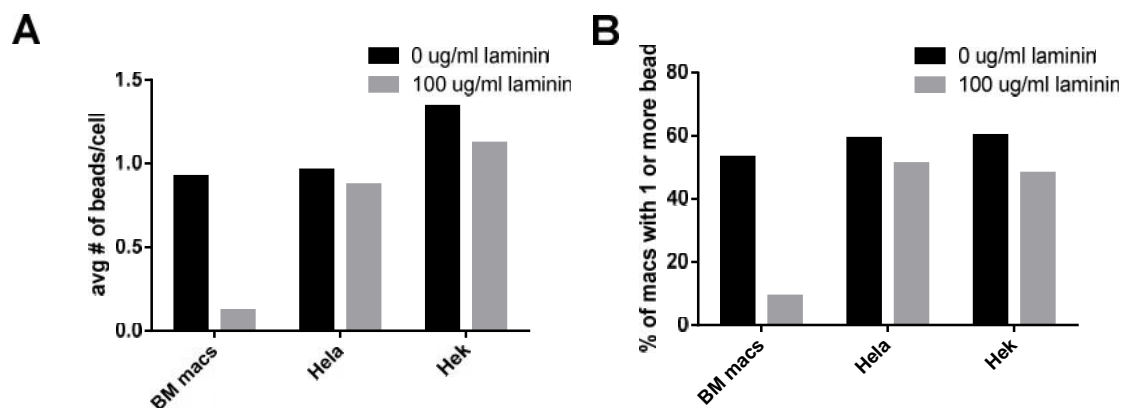 A
0 ug/ml laminin
100 ug/ml laminin
avg # of beads/cell
1.5
1.0
0.5
0.0
BM macs
Hela
Hek
B
0 ug/ml laminin
100 ug/ml laminin
% of macs with 1 or more bead
80
60
40
20
0
BM macs
Hela
Hek